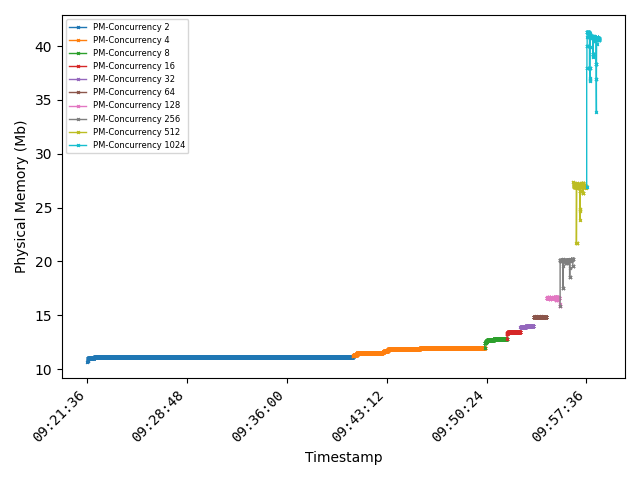 PM-Concurrency 2
PM-Concurrency 4
PM-Concurrency 8
PM-Concurrency 16
PM-Concurrency 32
PM-Concurrency 64
PM-Concurrency 128
PM-Concurrency 256
PM-Concurrency 512
PM-Concurrency 1024
40
35
30
25
20
15
10
Physical Memory (Mb)
09:21:36
09:28:48
09:36:00
09:43:12
09:50:24
09:57:36
Timestamp